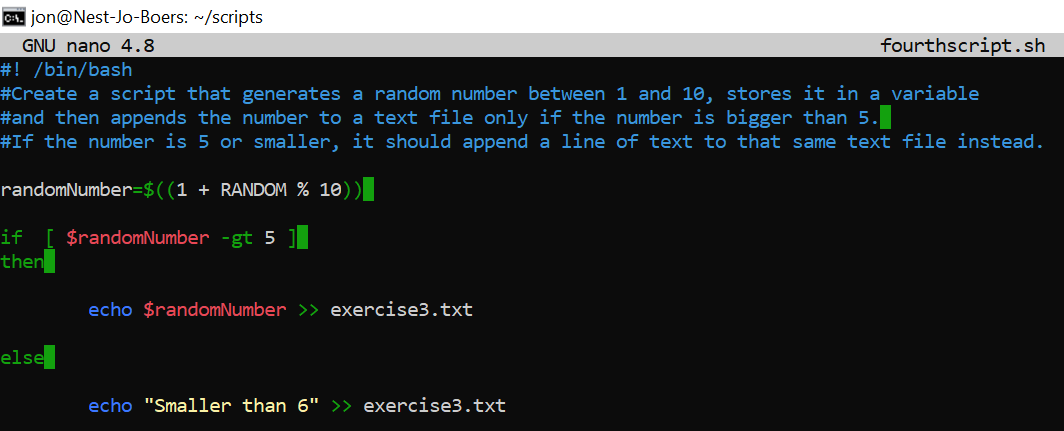 jon@Nest-Jo-Boers: ~/scripts
GNU nano 4.8 fourthscript.sh
#! /bin/bash
#Create a script that generates a random number between 1 and 10, stores it in a variable
#and then appends the number to a text file only if the number is bigger than 5.
#If the number is 5 or smaller, it should append a line of text to that same text file instead.
randomNumber=$((1 + RANDOM % 10))
if  [ $randomNumber -gt 5 ]
then
echo $randomNumber >> exercise3.txt
else
echo "Smaller than 6" >> exercise3.txt